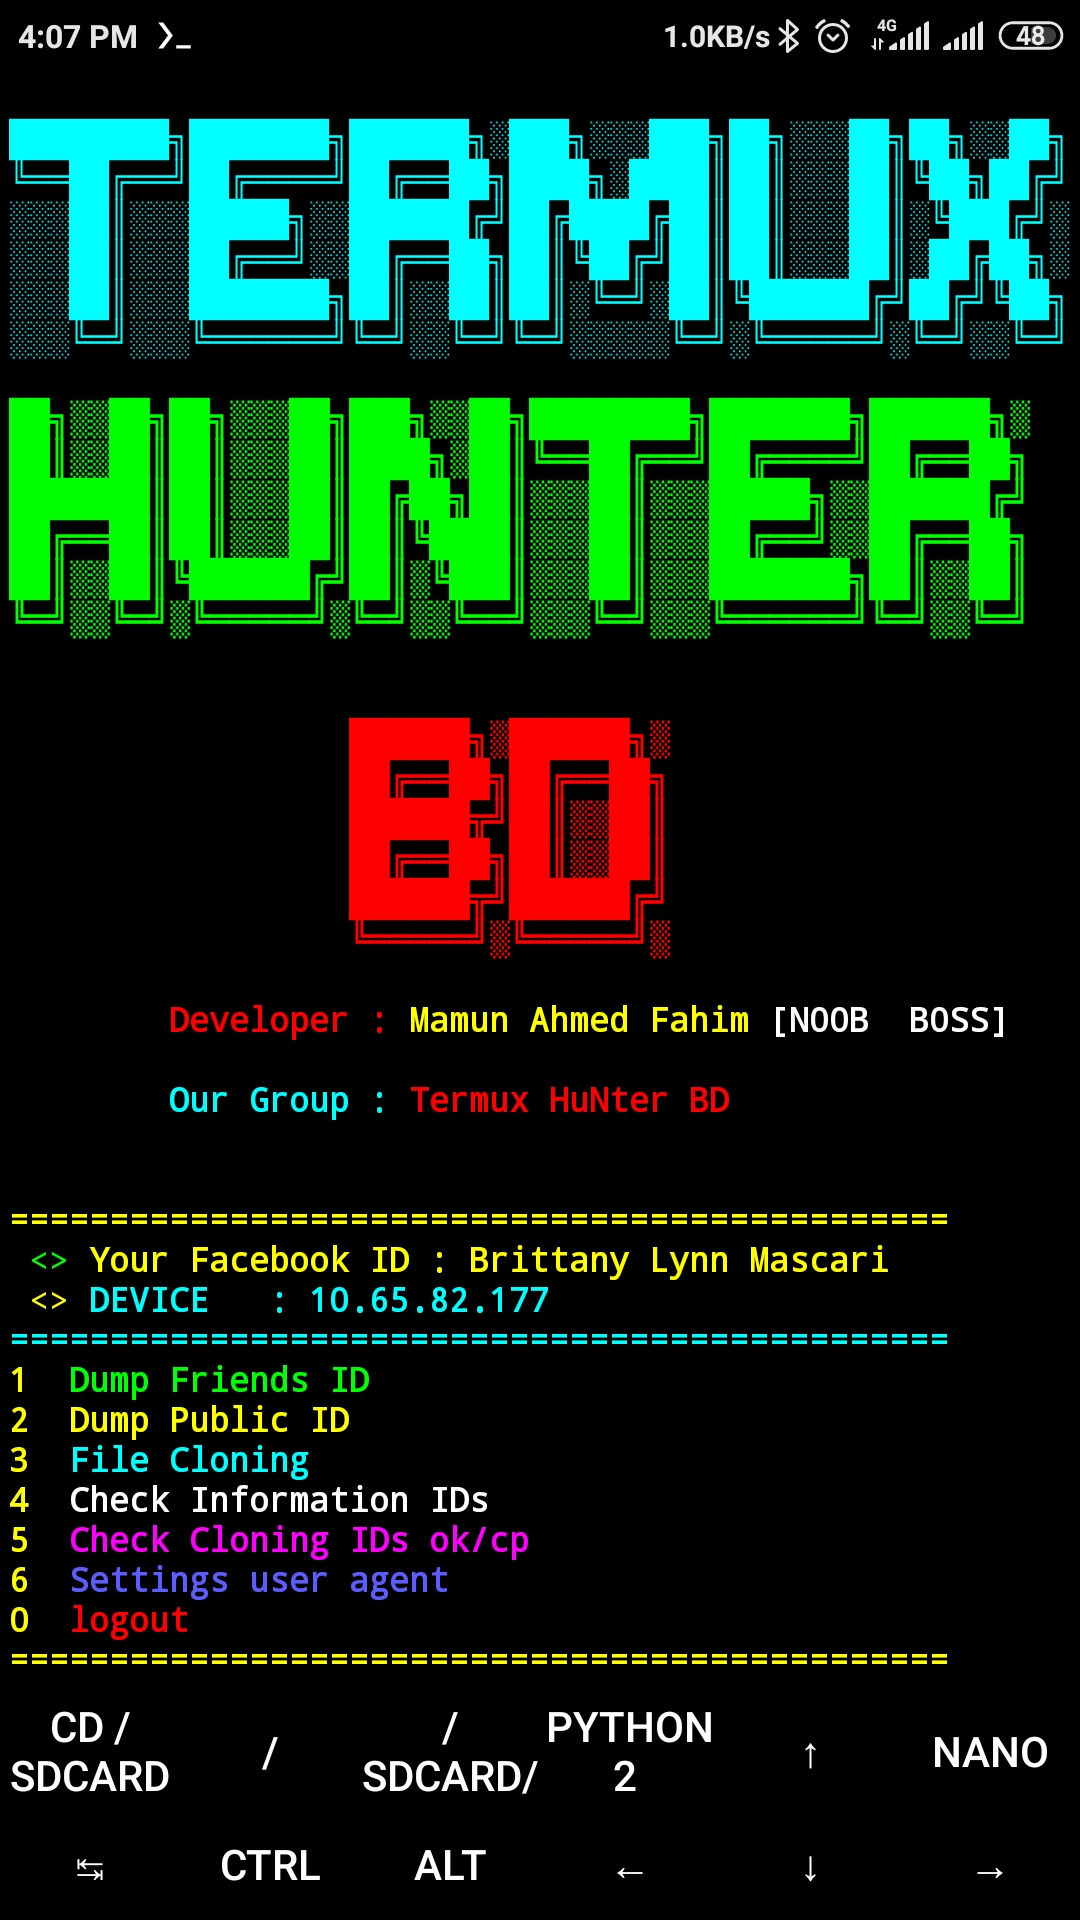 4:07 PM 1.0KB/s 4G 48
TERMUX
HUNTER
BD
Developer : Mamun Ahmed Fahim [NOOB  BOSS]
Our Group : Termux HuNter BD
===============================================
<> Your Facebook ID : Brittany Lynn Mascari
<> DEVICE   : 10.65.82.177
===============================================
1  Dump Friends ID
2  Dump Public ID
3  File Cloning
4  Check Information IDs
5  Check Cloning IDs ok/cp
6  Settings user agent
0  logout
===============================================
CD /SDCARD / /SDCARD/ PYTHON2 ↑ NANO
↹ CTRL ALT ← ↓ →